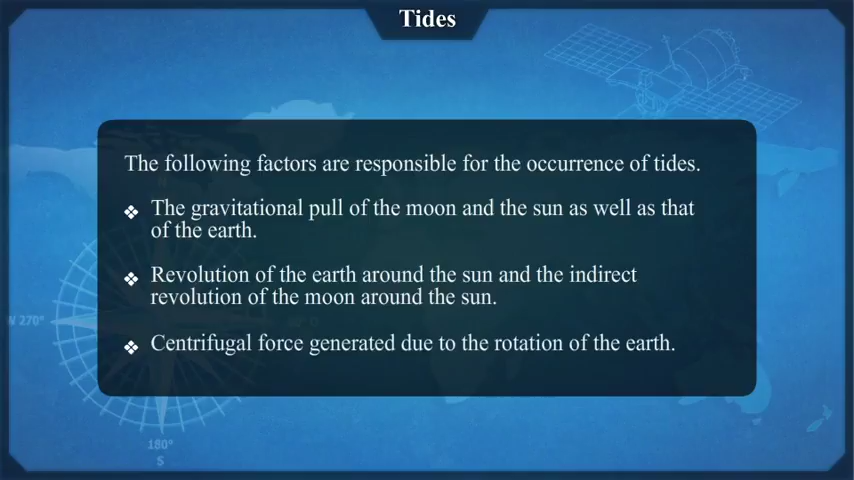 Tides
The following factors are responsible for the occurrence of tides.
❖ The gravitational pull of the moon and the sun as well as that
of the earth.
❖ Revolution of the earth around the sun and the indirect
revolution of the moon around the sun.
❖ Centrifugal force generated due to the rotation of the earth.
W 270°
180°
S